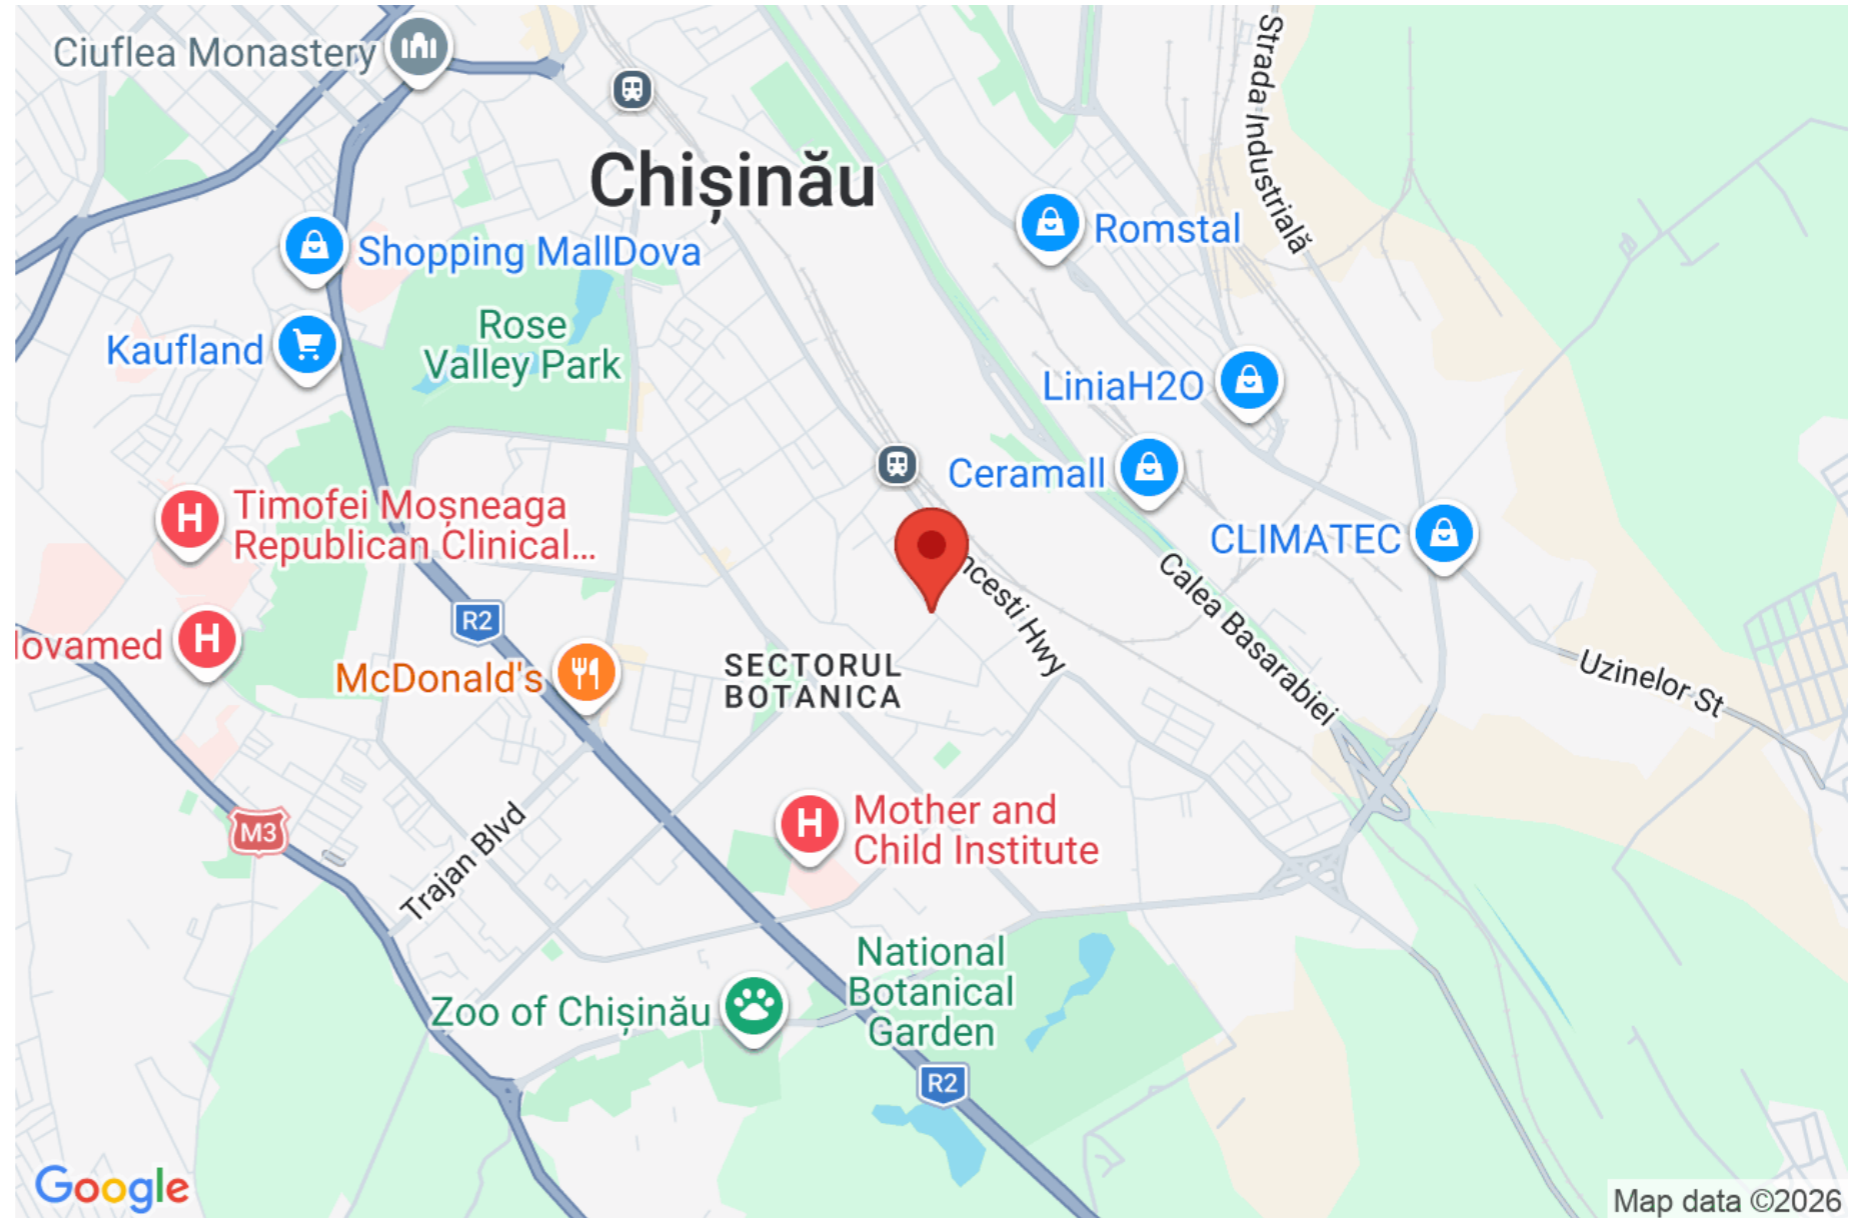 Ciuflea Monastery
Strada Industrială
Chișinău
Romstal
Shopping MallDova
Rose
Valley Park
Kaufland
LiniaH2O
Ceramall
Timofei Moșneaga
Republican Clinical...
H
CLIMATEC
ncesti Hwy
Calea Basarabiei
R2
ovamed
H
McDonald's
SECTORUL
BOTANICA
Uzinelor St
M3
Trajan Blvd
H
Mother and
Child Institute
National
Botanical
Garden
Zoo of Chișinău
R2
Google
Map data ©2026